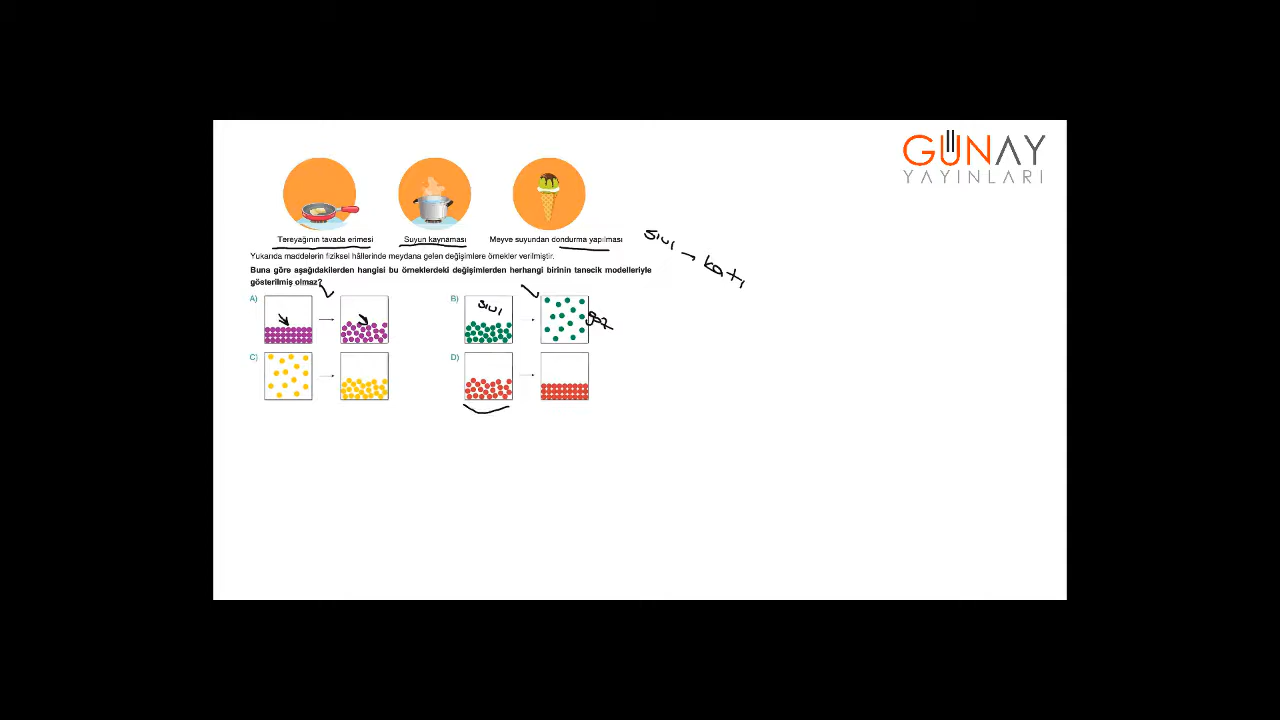 GÜNAY
YAYINLARI
Tereyağının tavada erimesi
Suyun kaynaması
Meyve suyundan dondurma yapılması
sıvı → katı
Yukarıda maddelerin fiziksel hâllerinde meydana gelen değişimlere örnekler verilmiştir.
Buna göre aşağıdakilerden hangisi bu örneklerdeki değişimlerden herhangi birinin tanecik modelleriyle
gösterilmiş olmaz?
A)
B)
sıvı
gaz
C)
D)